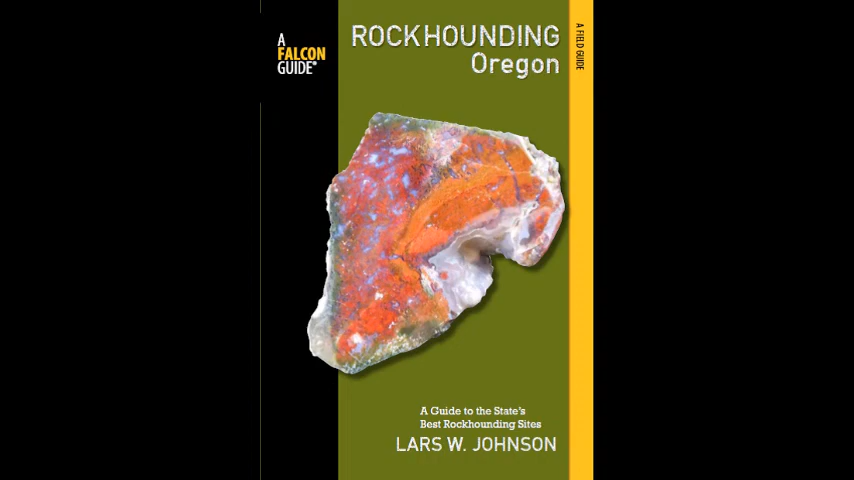 A
FALCON
GUIDE®
ROCKHOUNDING
Oregon
A FIELD GUIDE
A Guide to the State's
Best Rockhounding Sites
LARS W. JOHNSON